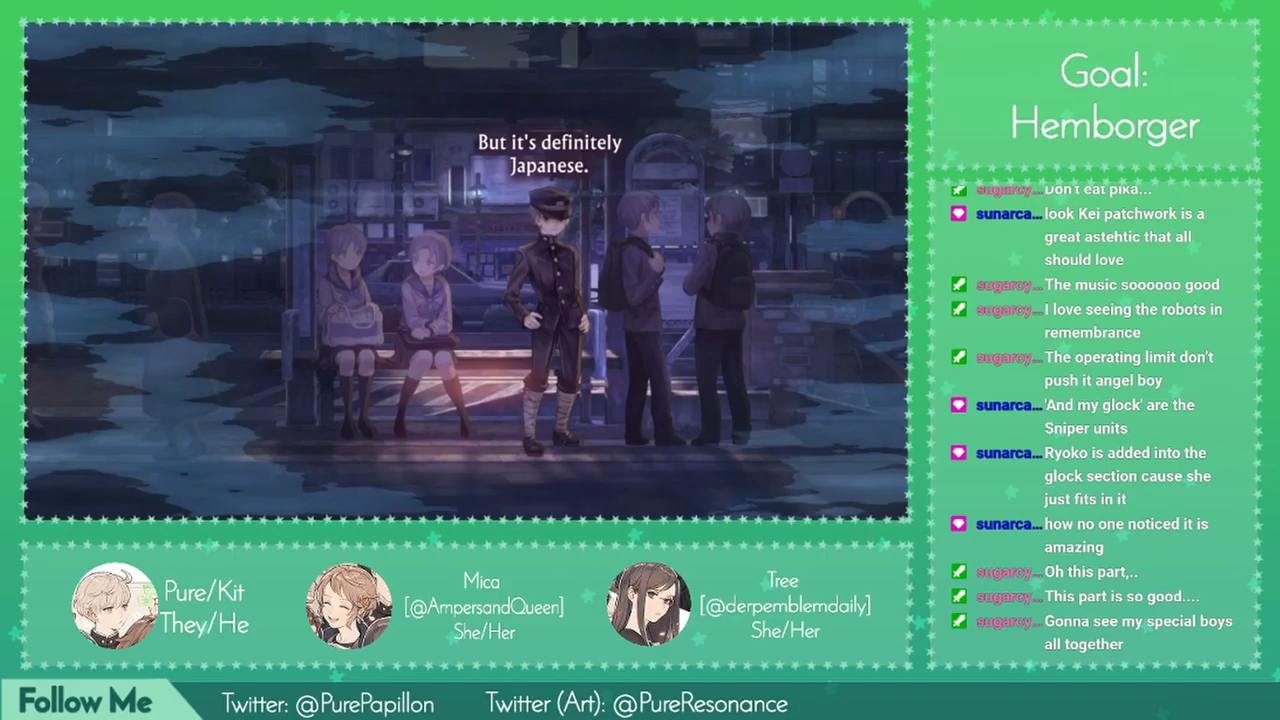 But it's definitely
Japanese.
Goal:
Hemborger
sugarcy... Don't eat pika...
sunarca... look Kei patchwork is a
great astehtic that all
should love
sugarcy... The music soooooo good
sugarcy... I love seeing the robots in
remembrance
sugarcy... The operating limit don't
push it angel boy
sunarca... 'And my glock' are the
Sniper units
sunarca... Ryoko is added into the
glock section cause she
just fits in it
sunarca... how no one noticed it is
amazing
sugarcy... Oh this part,..
sugarcy... This part is so good....
sugarcy... Gonna see my special boys
all together
Pure/Kit
They/He
Mica
[@AmpersandQueen]
She/Her
Tree
[@derpemblemdaily]
She/Her
Follow Me
Twitter: @PurePapillon
Twitter (Art): @PureResonance